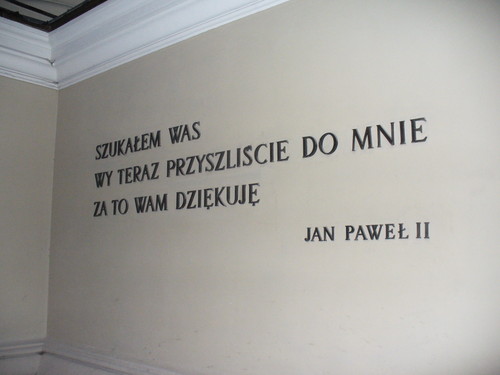 SZUKAŁEM WAS
WY TERAZ PRZYSZLIŚCIE DO MNIE
ZA TO WAM DZIĘKUJĘ
JAN PAWEŁ II